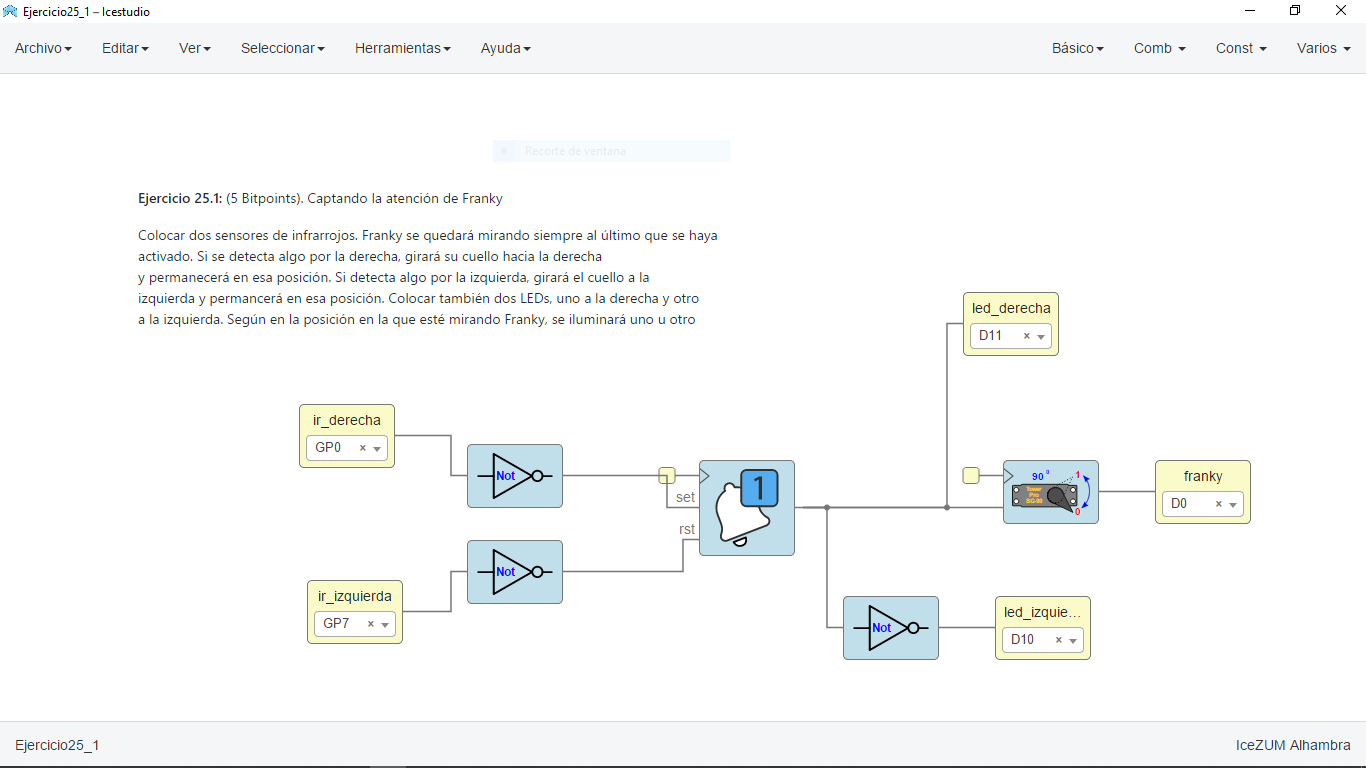 Ejercicio25_1 – Icestudio
Archivo Editar Ver Seleccionar Herramientas Ayuda Básico Comb Const Varios
Recorte de ventana
Ejercicio 25.1: (5 Bitpoints). Captando la atención de Franky
Colocar dos sensores de infrarrojos. Franky se quedará mirando siempre al último que se haya
activado. Si se detecta algo por la derecha, girará su cuello hacia la derecha
y permanecerá en esa posición. Si detecta algo por la izquierda, girará el cuello a la
izquierda y permancerá en esa posición. Colocar también dos LEDs, uno a la derecha y otro
a la izquierda. Según en la posición en la que esté mirando Franky, se iluminará uno u otro
led_derecha
D11
ir_derecha
GP0
Not
set
rst
1
90 º
1
Tower
Pro
SG-90
0
franky
D0
Not
ir_izquierda
GP7
Not
led_izquie...
D10
Ejercicio25_1
IceZUM Alhambra